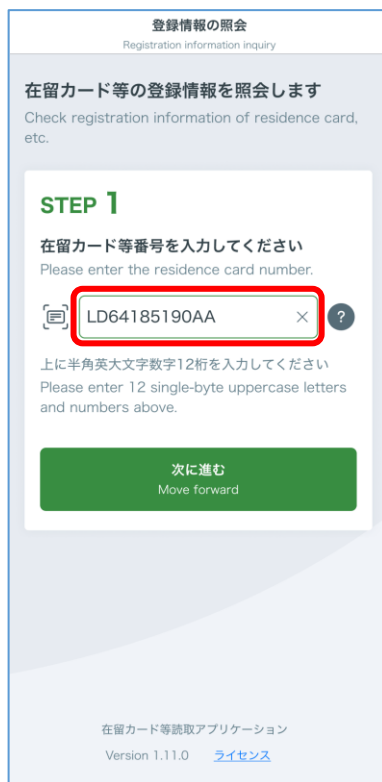 登録情報の照会
Registration information inquiry
在留カード等の登録情報を照会します
Check registration information of residence card,
etc.
STEP 1
在留カード等番号を入力してください
Please enter the residence card number.
LD64185190AA × ?
上に半角英大文字数字12桁を入力してください
Please enter 12 single-byte uppercase letters
and numbers above.
次に進む
Move forward
在留カード等読取アプリケーション
Version 1.11.0 ライセンス